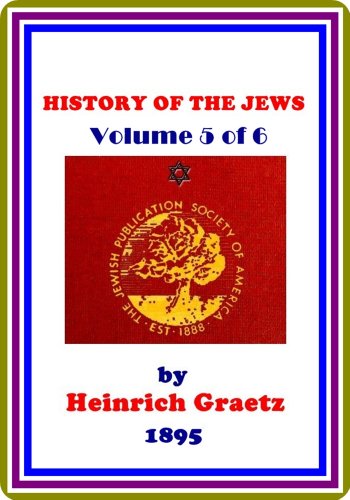 HISTORY OF THE JEWS
Volume 5 of 6
THE JEWISH PUBLICATION SOCIETY OF AMERICA
·EST·1888·
by
Heinrich Graetz
1895